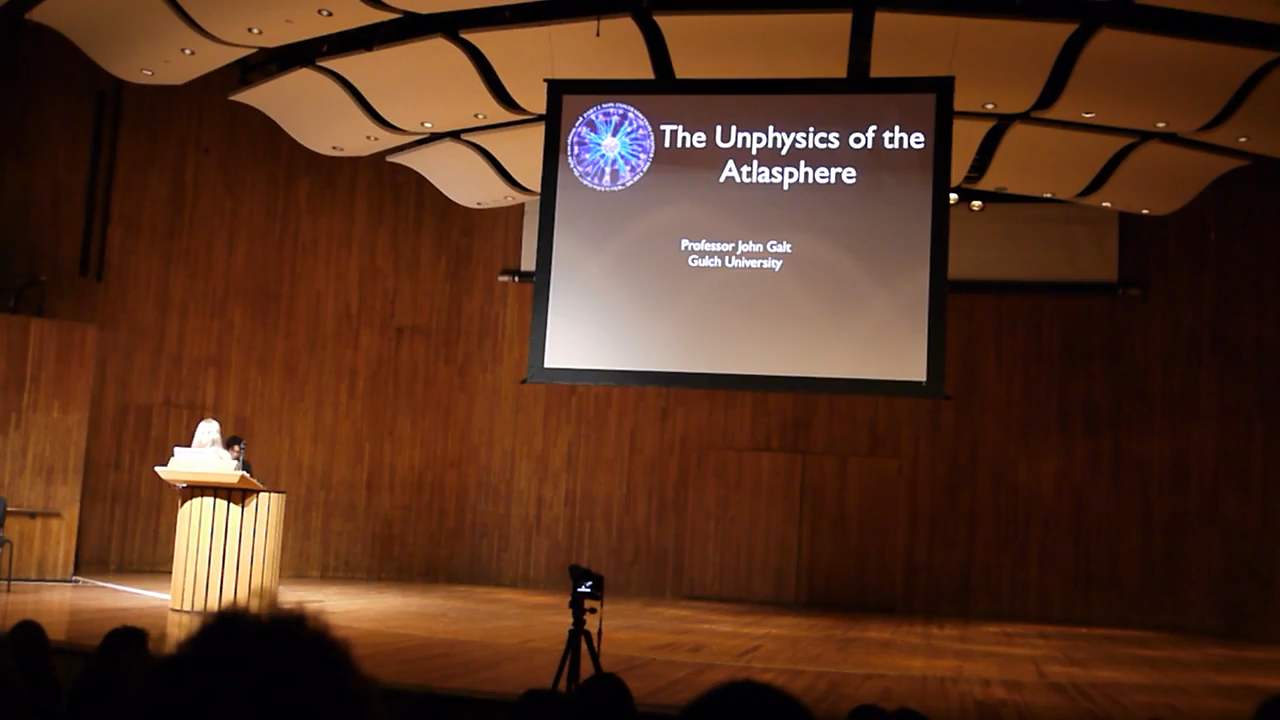 The Unphysics of the
Atlasphere
Professor John Galt
Gulch University